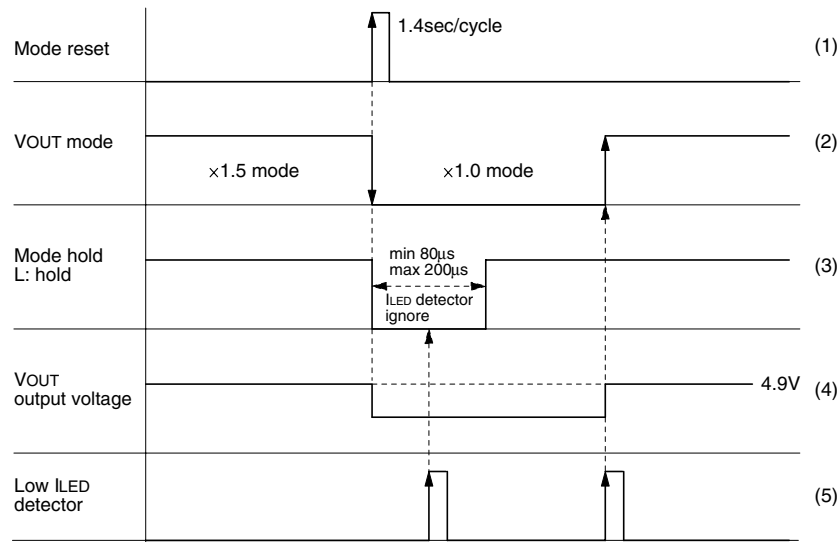 Mode reset
1.4sec/cycle
(1)
VOUT mode
×1.5 mode
×1.0 mode
(2)
Mode hold
L: hold
min 80µs
max 200µs
ILED detector
ignore
(3)
VOUT
output voltage
4.9V
(4)
Low ILED
detector
(5)